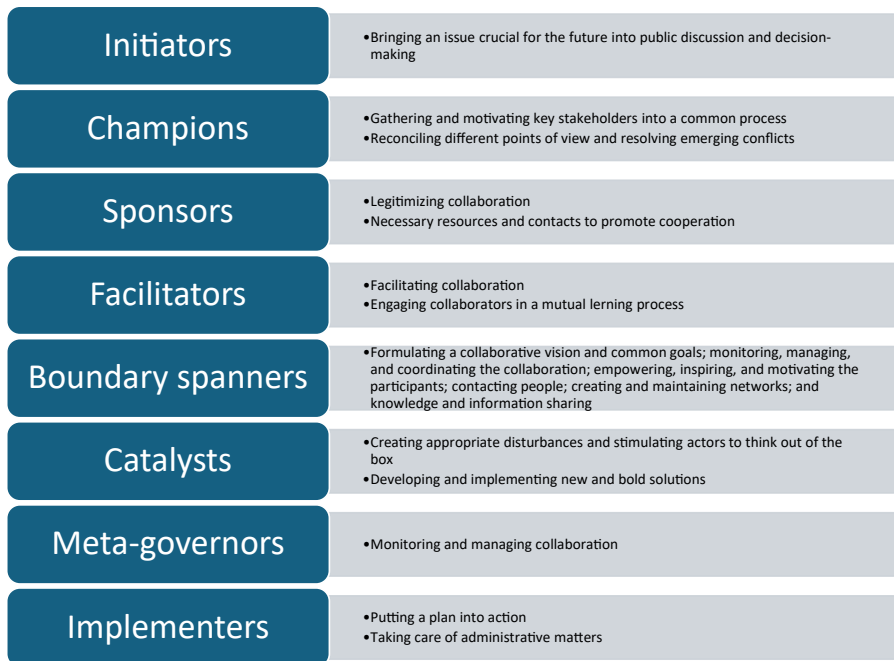 Initiators
•Bringing an issue crucial for the future into public discussion and decision-
making
Champions
•Gathering and motivating key stakeholders into a common process
•Reconciling different points of view and resolving emerging conflicts
Sponsors
•Legitimizing collaboration
•Necessary resources and contacts to promote cooperation
Facilitators
•Facilitating collaboration
•Engaging collaborators in a mutual lerning process
Boundary spanners
•Formulating a collaborative vision and common goals; monitoring, managing,
and coordinating the collaboration; empowering, inspiring, and motivating the
participants; contacting people; creating and maintaining networks; and
knowledge and information sharing
Catalysts
•Creating appropriate disturbances and stimulating actors to think out of the
box
•Developing and implementing new and bold solutions
Meta-governors
•Monitoring and managing collaboration
Implementers
•Putting a plan into action
•Taking care of administrative matters